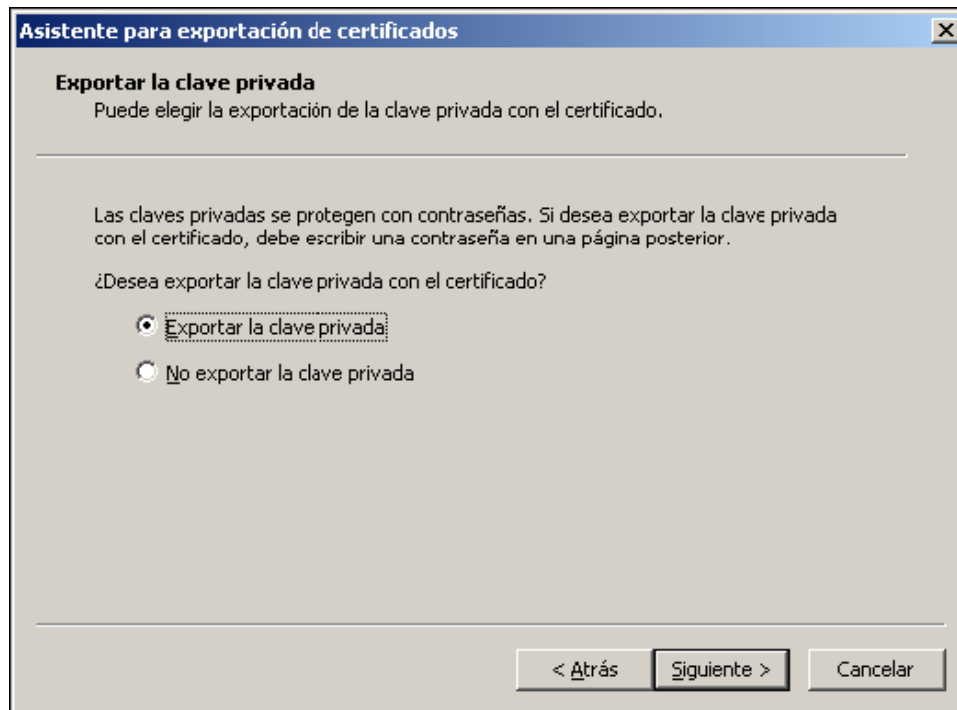 Asistente para exportación de certificados
Exportar la clave privada
Puede elegir la exportación de la clave privada con el certificado.
Las claves privadas se protegen con contraseñas. Si desea exportar la clave privada
con el certificado, debe escribir una contraseña en una página posterior.
¿Desea exportar la clave privada con el certificado?
Exportar la clave privada
No exportar la clave privada
< Atrás Siguiente > Cancelar